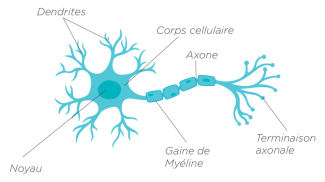 Dendrites
Corps cellulaire
Axone
Noyau
Gaine de
Myéline
Terminaison
axonale